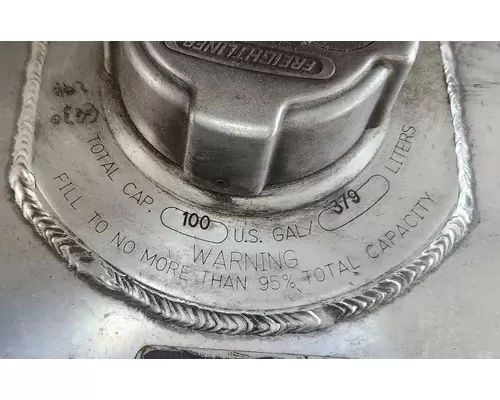 FREIGHTLINER
TOTAL CAP. 100 U.S. GAL/ 379 LITERS
WARNING
FILL TO NO MORE THAN 95% TOTAL CAPACITY